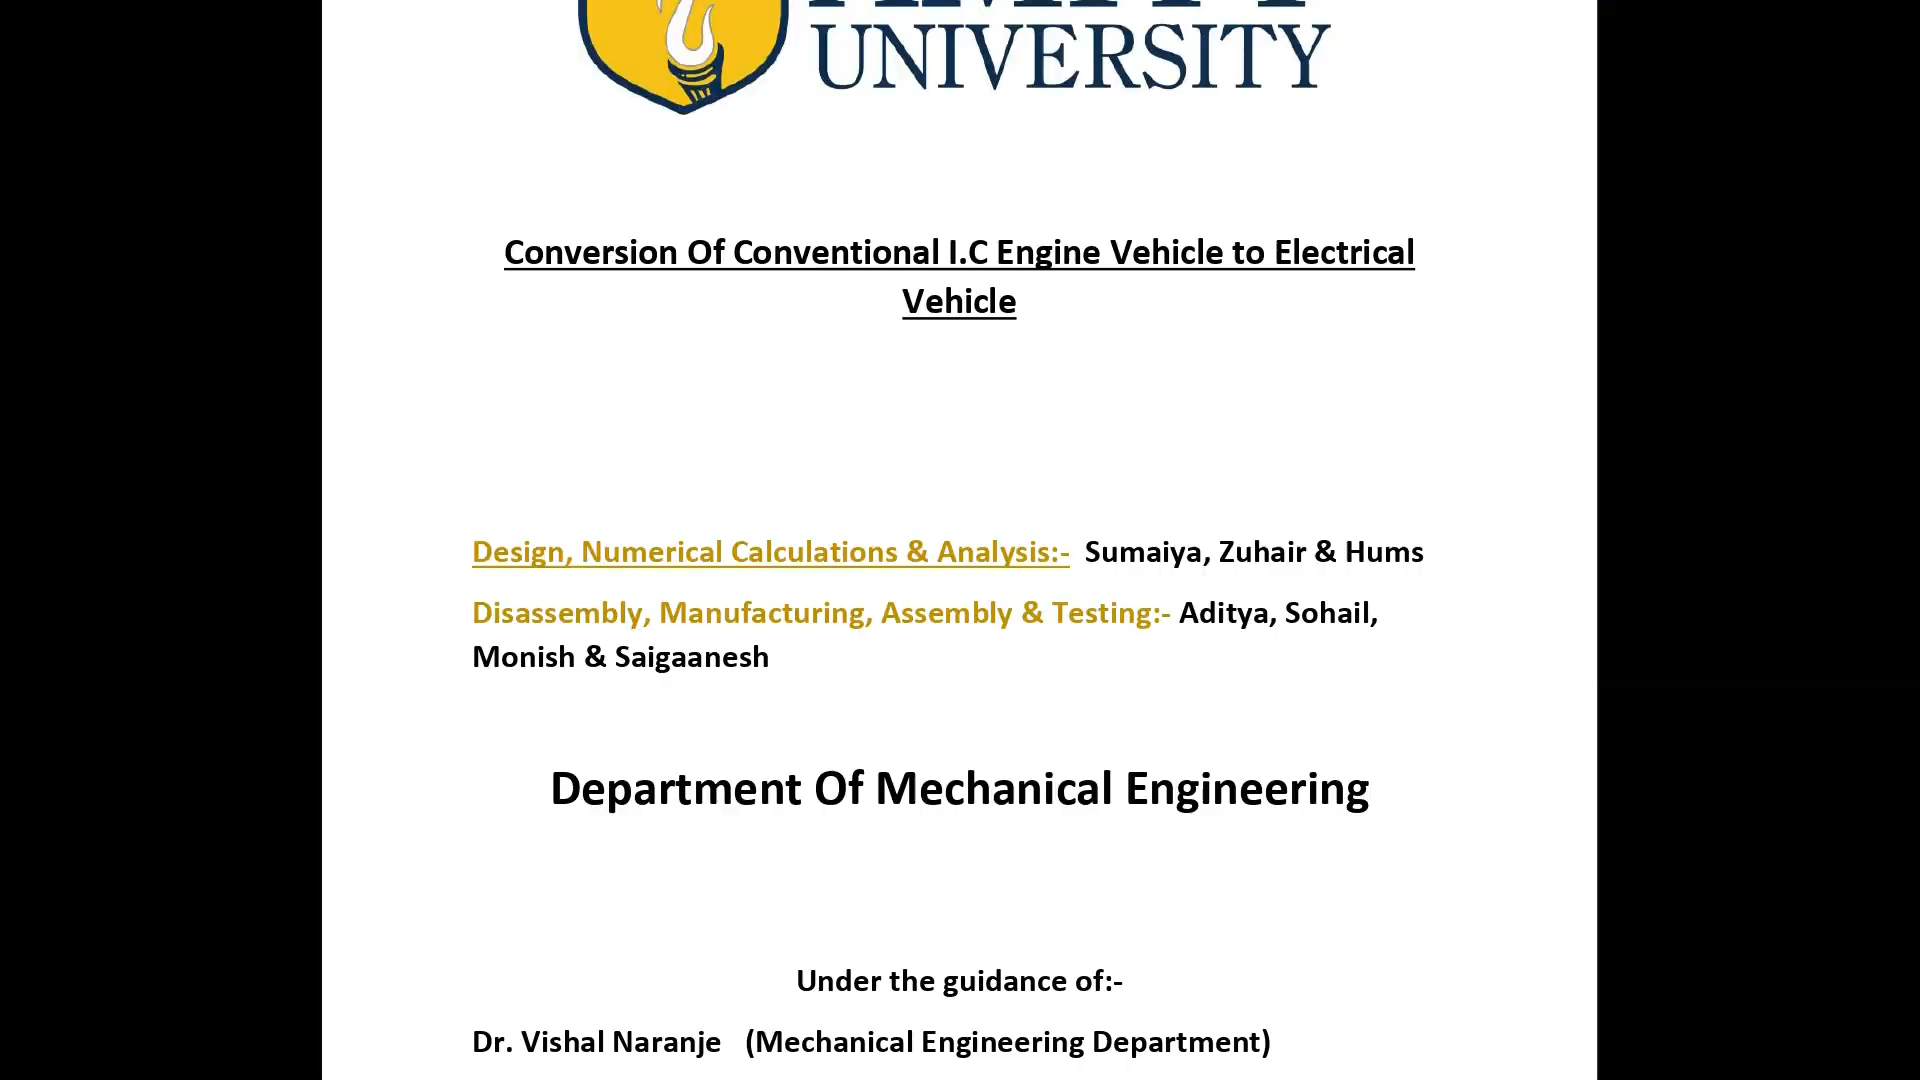 UNIVERSITY
Conversion Of Conventional I.C Engine Vehicle to Electrical
Vehicle
Design, Numerical Calculations & Analysis:- Sumaiya, Zuhair & Hums
Disassembly, Manufacturing, Assembly & Testing:- Aditya, Sohail,
Monish & Saigaanesh
Department Of Mechanical Engineering
Under the guidance of:-
Dr. Vishal Naranje (Mechanical Engineering Department)